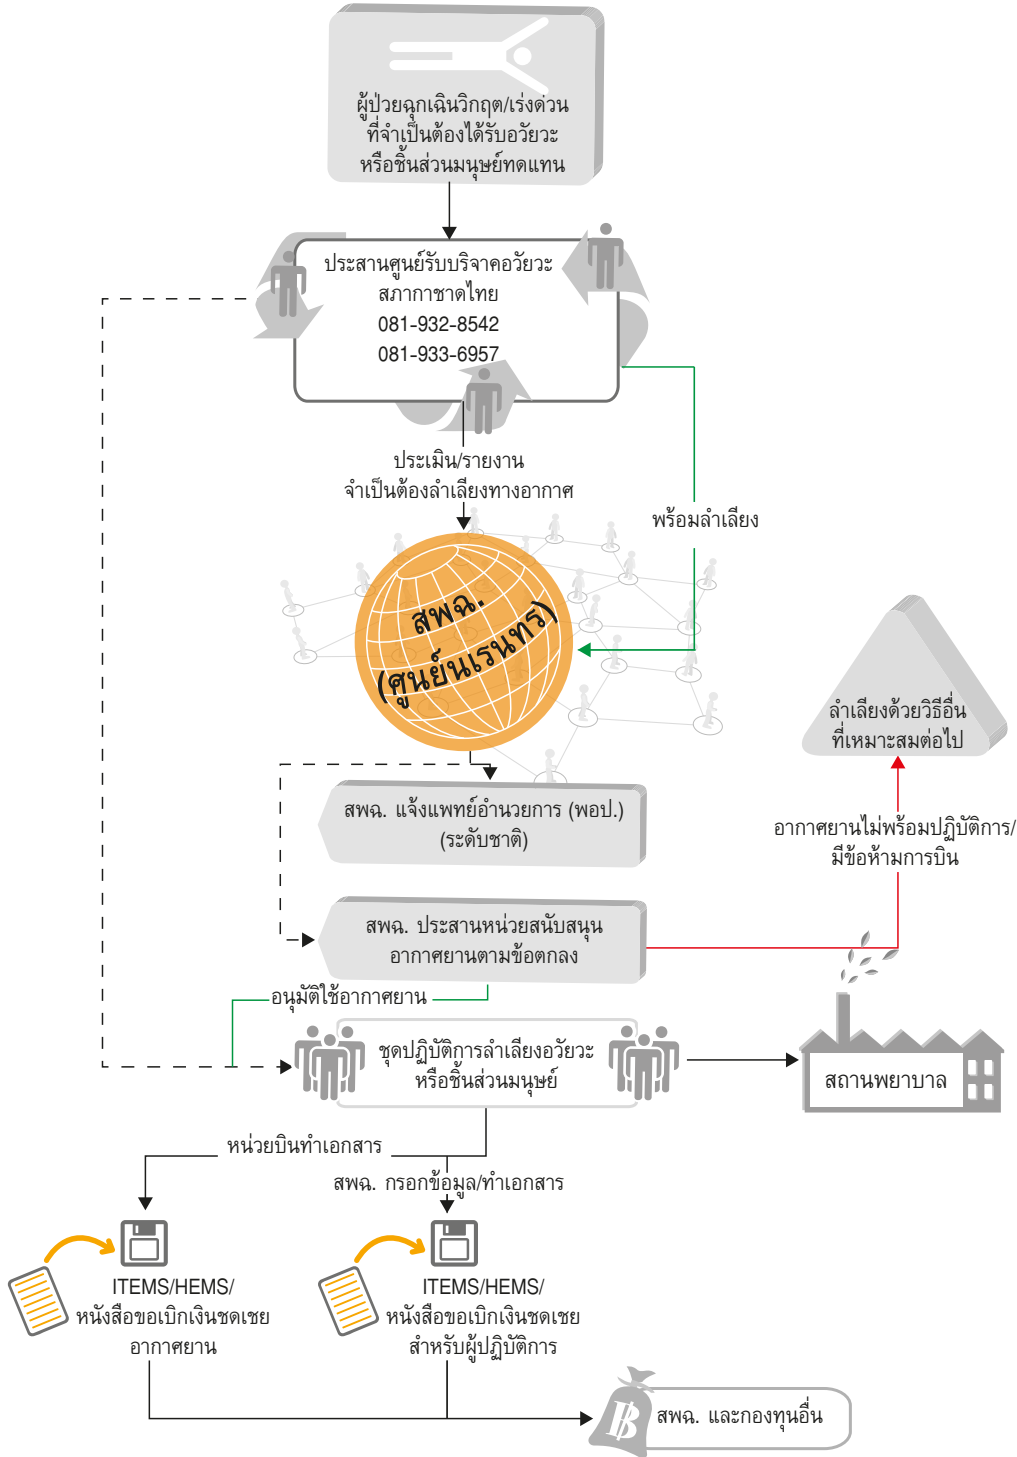 ผู้ป่วยฉุกเฉินวิกฤต/เร่งด่วน
ที่จำเป็นต้องได้รับอวัยวะ
หรือชิ้นส่วนมนุษย์ทดแทน
ประสานศูนย์รับบริจาคอวัยวะ
สภากาชาดไทย
081-932-8542
081-933-6957
ประเมิน/รายงาน
จำเป็นต้องลำเลียงทางอากาศ
พร้อมลำเลียง
สพฉ.
(ศูนย์นเรนทร)
ลำเลียงด้วยวิธีอื่น
ที่เหมาะสมต่อไป
สพฉ. แจ้งแพทย์อำนวยการ (พอป.)
(ระดับชาติ)
อากาศยานไม่พร้อมปฏิบัติการ/
มีข้อห้ามการบิน
สพฉ. ประสานหน่วยสนับสนุน
อากาศยานตามข้อตกลง
อนุมัติใช้อากาศยาน
ชุดปฏิบัติการลำเลียงอวัยวะ
หรือชิ้นส่วนมนุษย์
สถานพยาบาล
หน่วยบินทำเอกสาร
สพฉ. กรอกข้อมูล/ทำเอกสาร
ITEMS/HEMS/
หนังสือขอเบิกเงินชดเชย
อากาศยาน
ITEMS/HEMS/
หนังสือขอเบิกเงินชดเชย
สำหรับผู้ปฏิบัติการ
สพฉ. และกองทุนอื่น